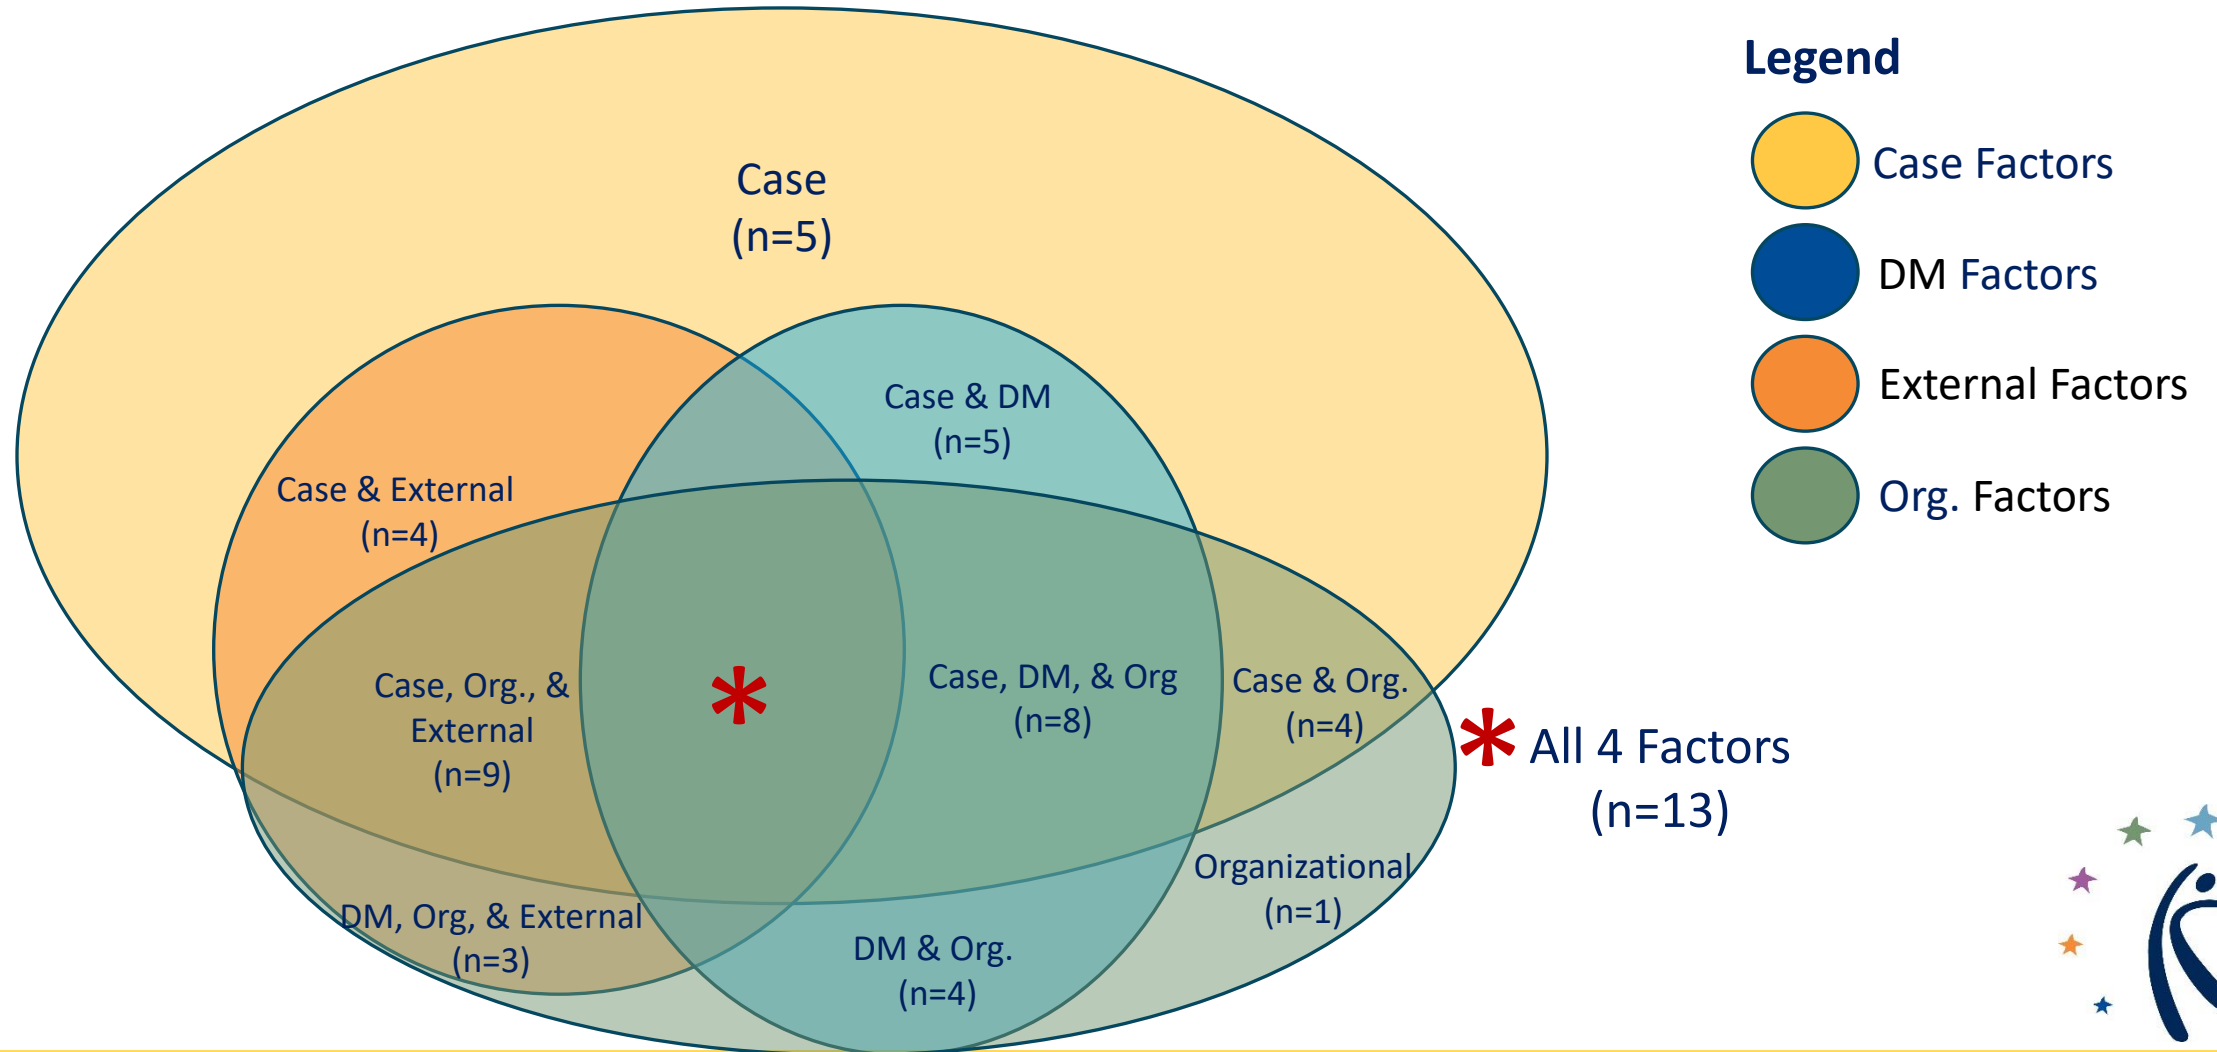 Case
(n=5)
Case & DM
(n=5)
Case & External
(n=4)
Case, Org., &
External
(n=9)
*
Case, DM, & Org
(n=8)
Case & Org.
(n=4)
DM, Org, & External
(n=3)
DM & Org.
(n=4)
Organizational
(n=1)
Legend
Case Factors
DM Factors
External Factors
Org. Factors
* All 4 Factors
(n=13)